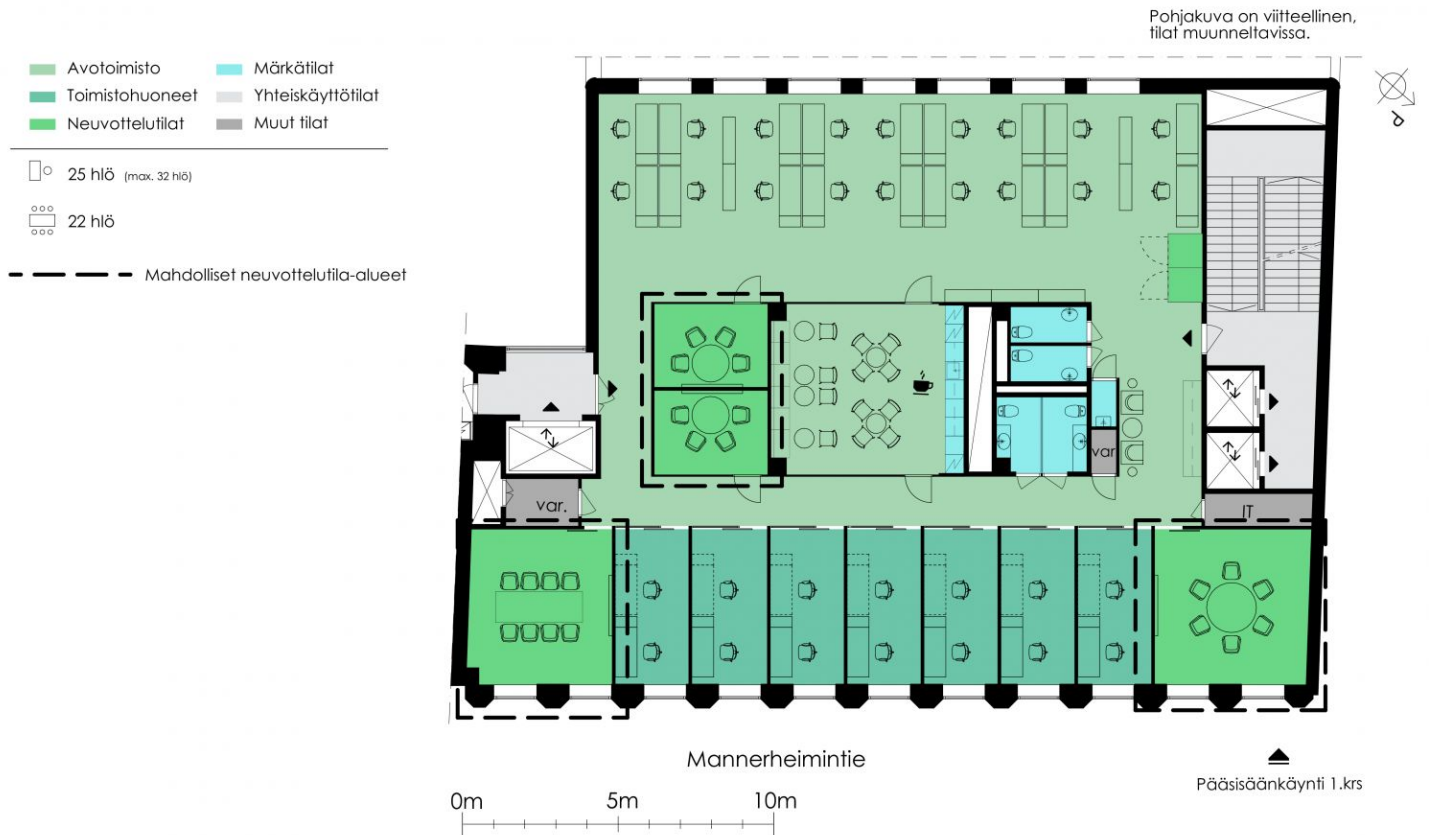 Pohjakuva on viitteellinen,
tilat muunneltavissa.
Avotoimisto
Märkätilat
Toimistohuoneet
Yhteiskäyttötilat
Neuvottelutilat
Muut tilat
25 hlö (max. 32 hlö)
22 hlö
Mahdolliset neuvottelutila-alueet
P
var
var.
IT
Mannerheimintie
Pääsisäänkäynti 1.krs
0m
5m
10m